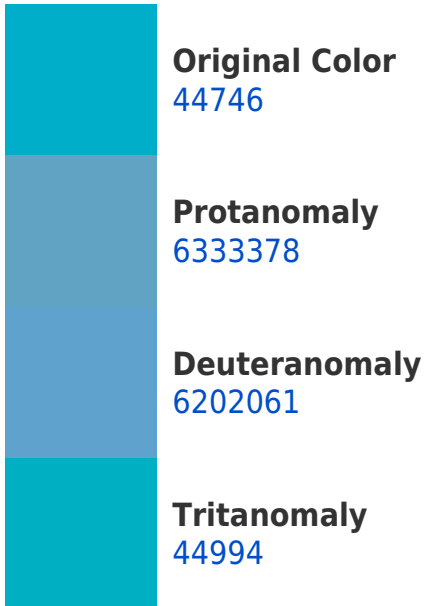 Original Color
44746
Protanomaly
6333378
Deuteranomaly
6202061
Tritanomaly
44994